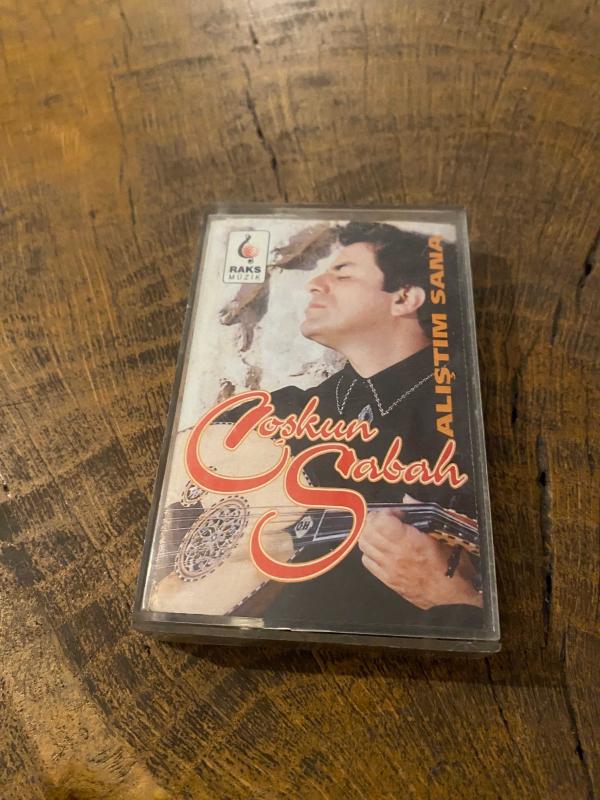 RAKS
MÜZİK
ALIŞTIM SANA
Coşkun
Sabah